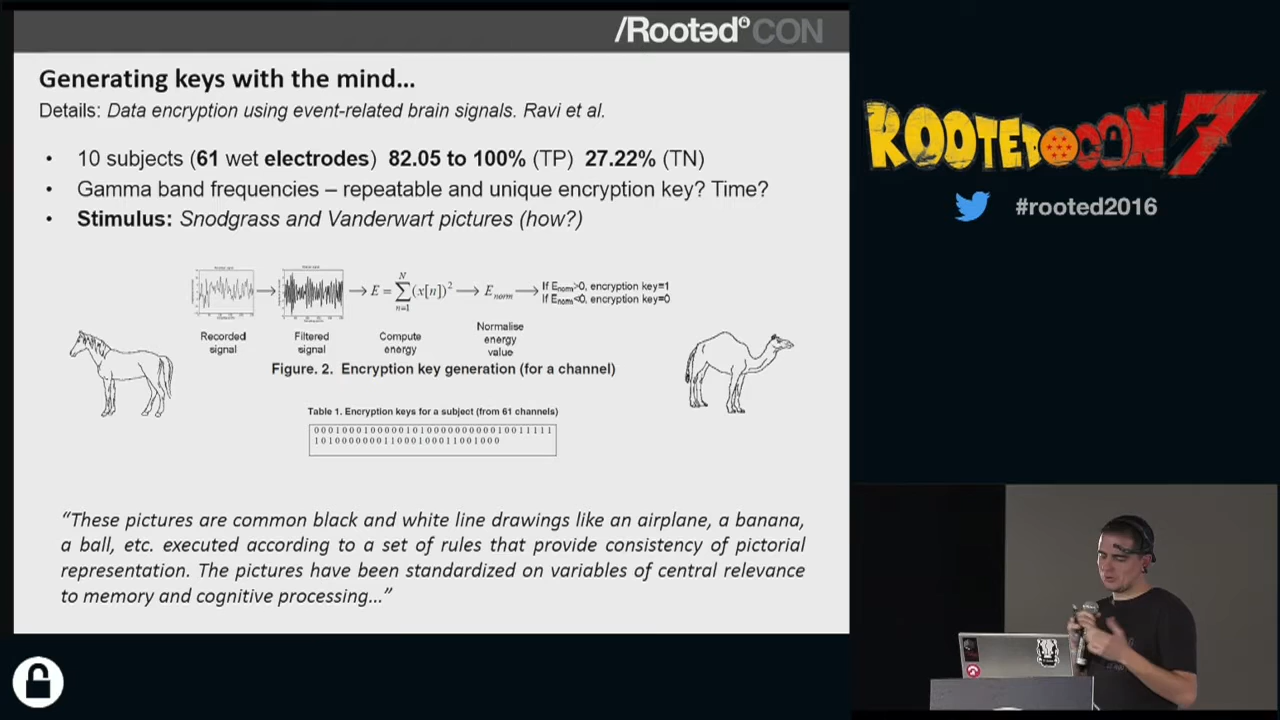 /Rootəd CON
Generating keys with the mind…
Details: Data encryption using event-related brain signals. Ravi et al.
• 10 subjects (61 wet electrodes) 82.05 to 100% (TP) 27.22% (TN)
• Gamma band frequencies – repeatable and unique encryption key? Time?
• Stimulus: Snodgrass and Vanderwart pictures (how?)
E = N ∑ n=1 (x[n])² → Enorm → If Enorm>0, encryption key=1
If Enorm<0, encryption key=0
Recorded signal
Filtered signal
Compute energy
Normalise energy value
Figure. 2. Encryption key generation (for a channel)
Table 1. Encryption keys for a subject (from 61 channels)
“These pictures are common black and white line drawings like an airplane, a banana,
a ball, etc. executed according to a set of rules that provide consistency of pictorial
representation. The pictures have been standardized on variables of central relevance
to memory and cognitive processing…”
ROOTEDCON 7
#rooted2016